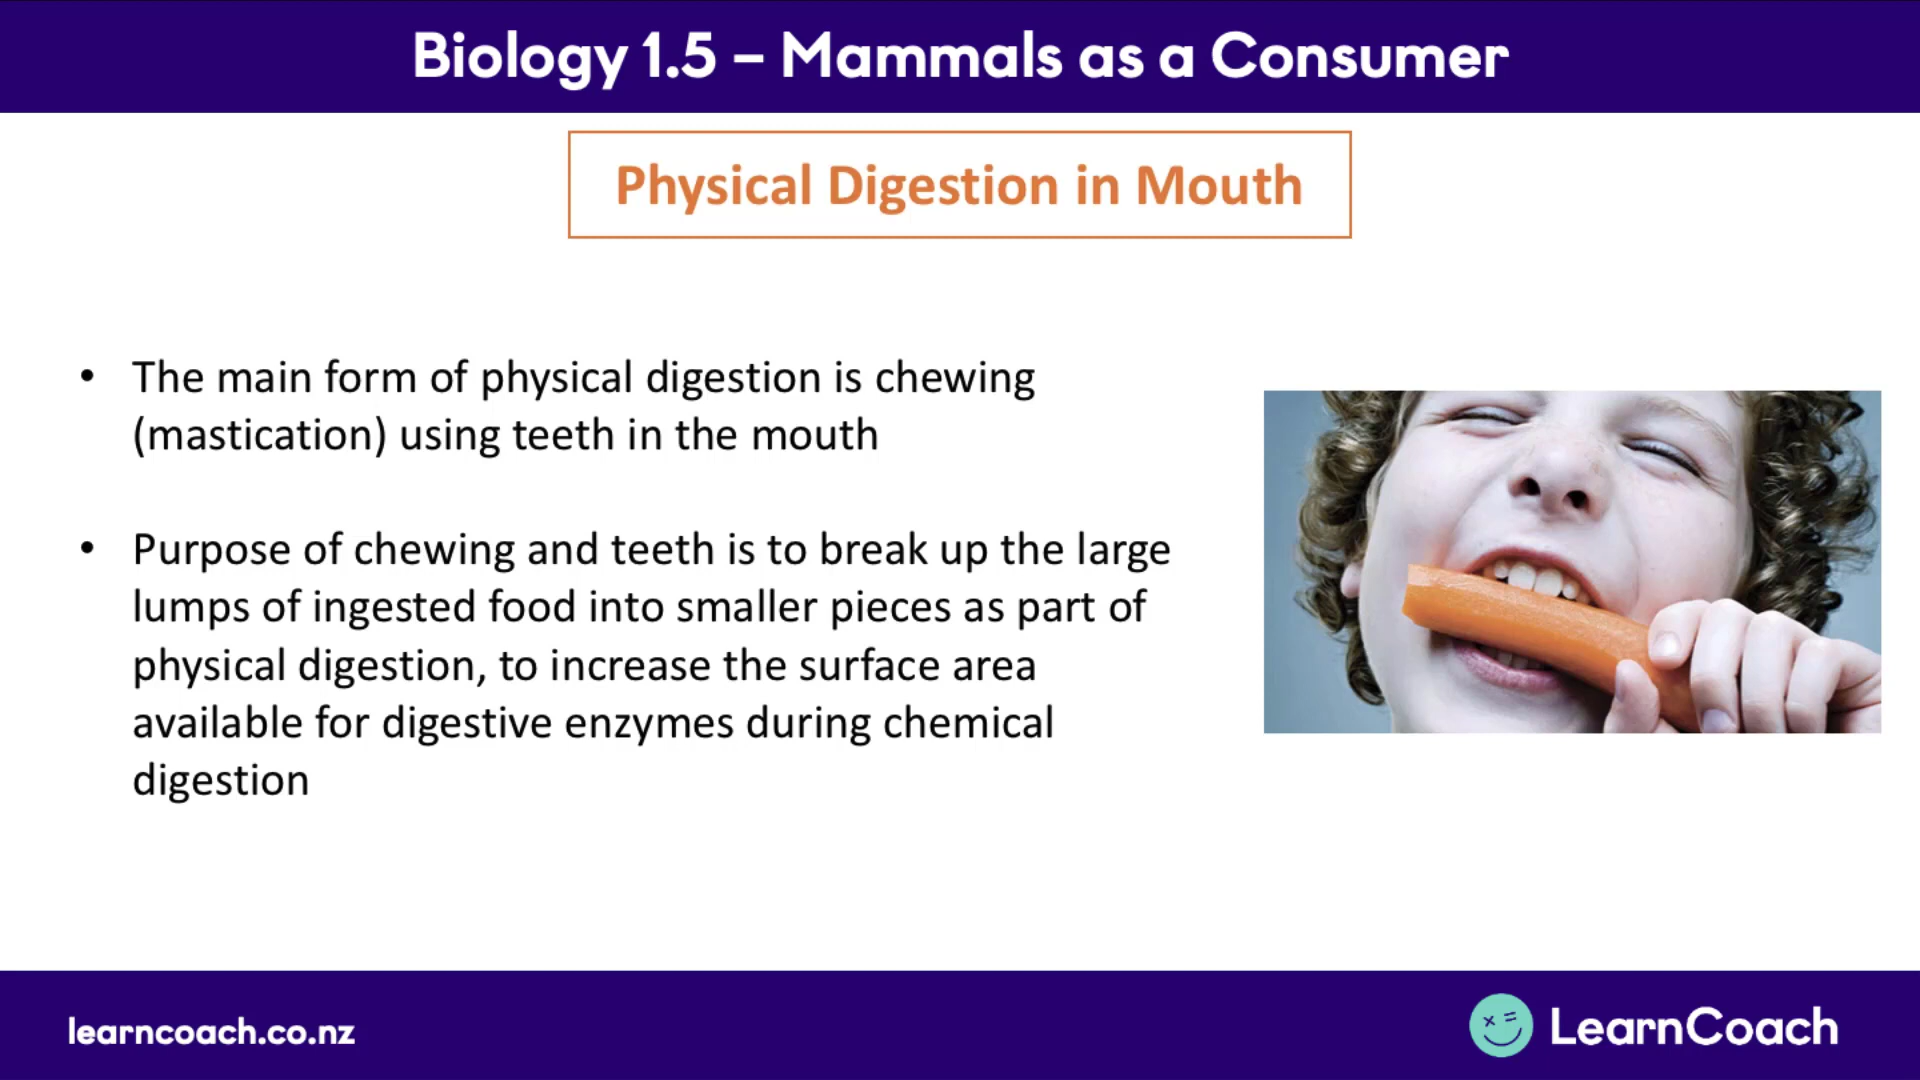 Biology 1.5 – Mammals as a Consumer
Physical Digestion in Mouth
• The main form of physical digestion is chewing
(mastication) using teeth in the mouth
• Purpose of chewing and teeth is to break up the large
lumps of ingested food into smaller pieces as part of
physical digestion, to increase the surface area
available for digestive enzymes during chemical
digestion
learncoach.co.nz
LearnCoach